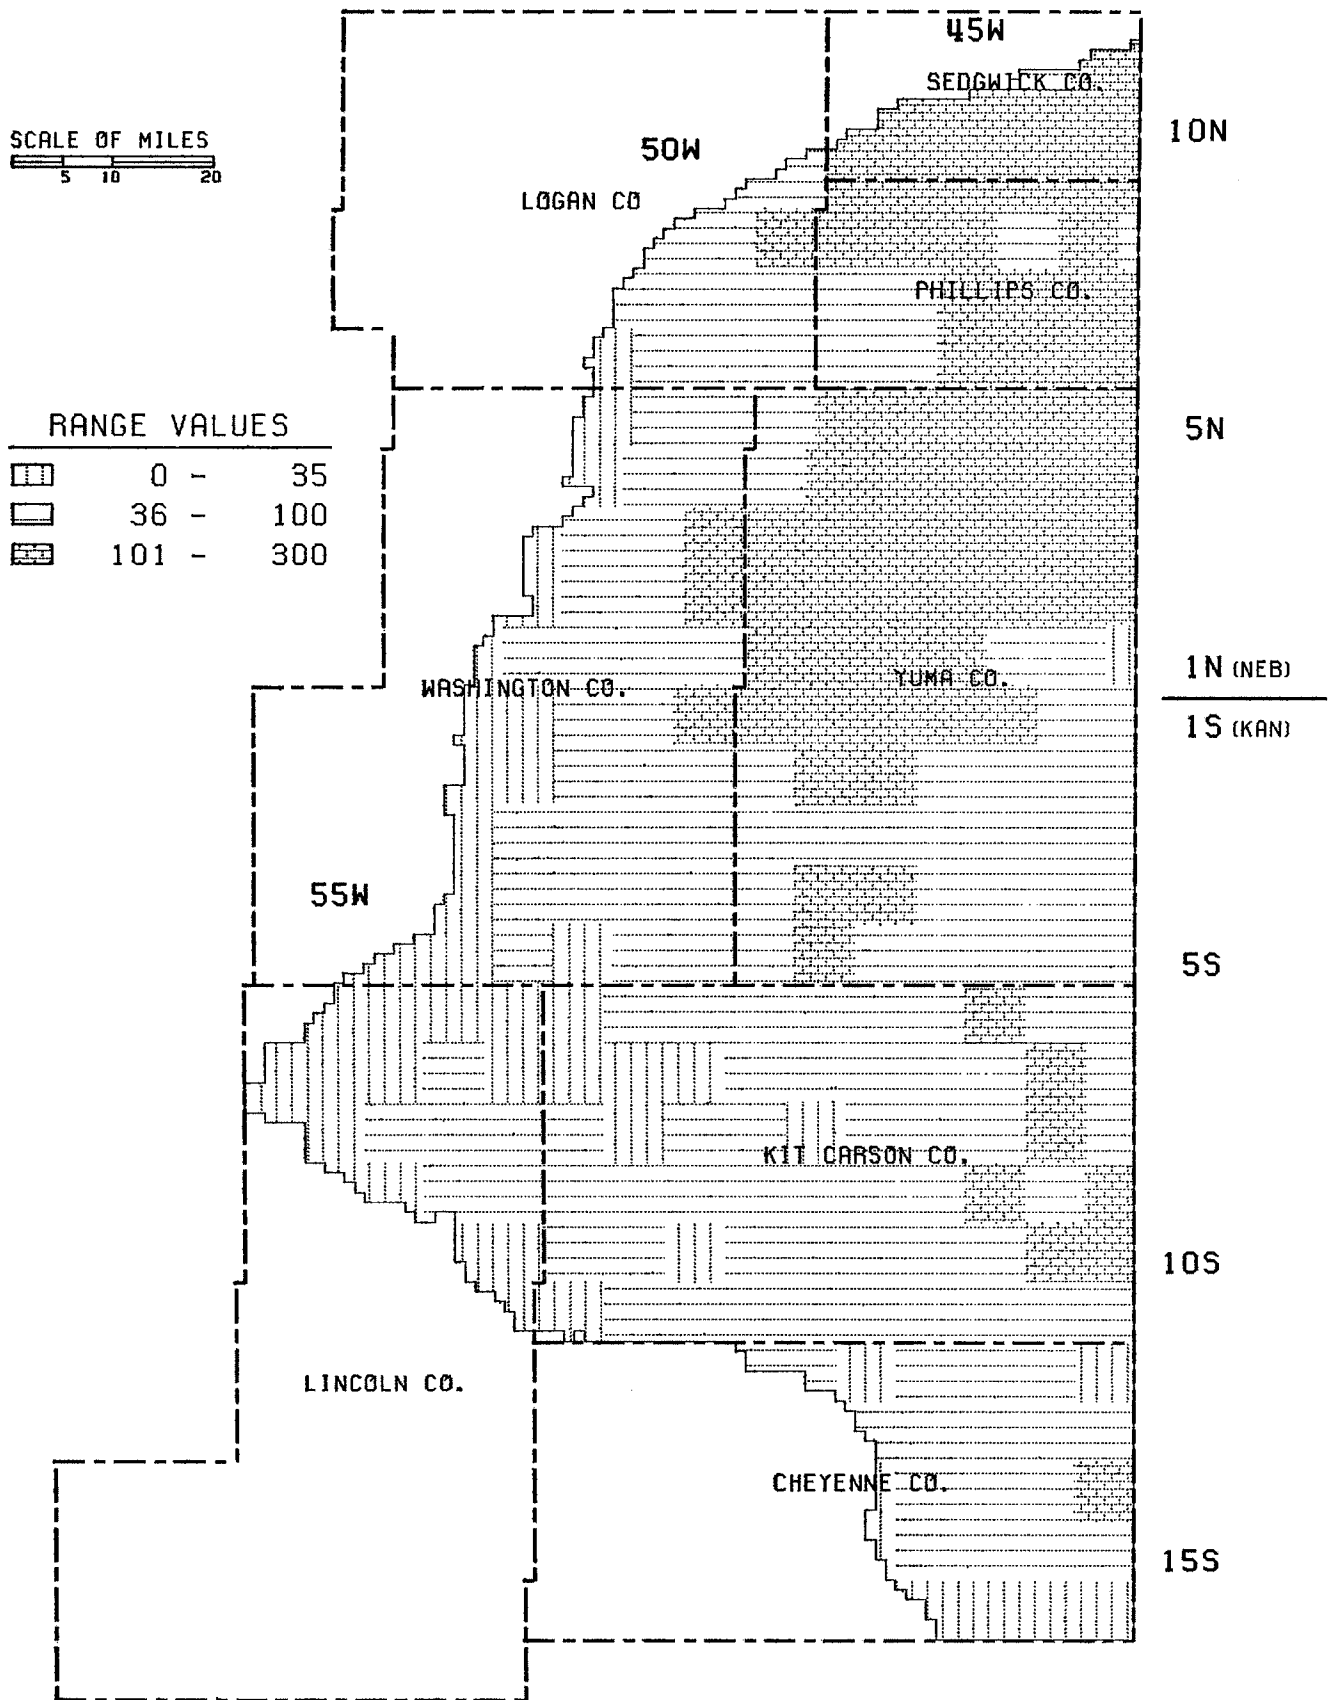 45W
SEDGWICK CO.
10N
SCALE OF MILES
5 10 20
50W
LOGAN CO
PHILLIPS CO.
RANGE VALUES
0 - 35
36 - 100
101 - 300
5N
WASHINGTON CO.
YUMA CO.
1N (NEB)
1S (KAN)
55W
5S
KIT CARSON CO.
10S
LINCOLN CO.
CHEYENNE CO.
15S